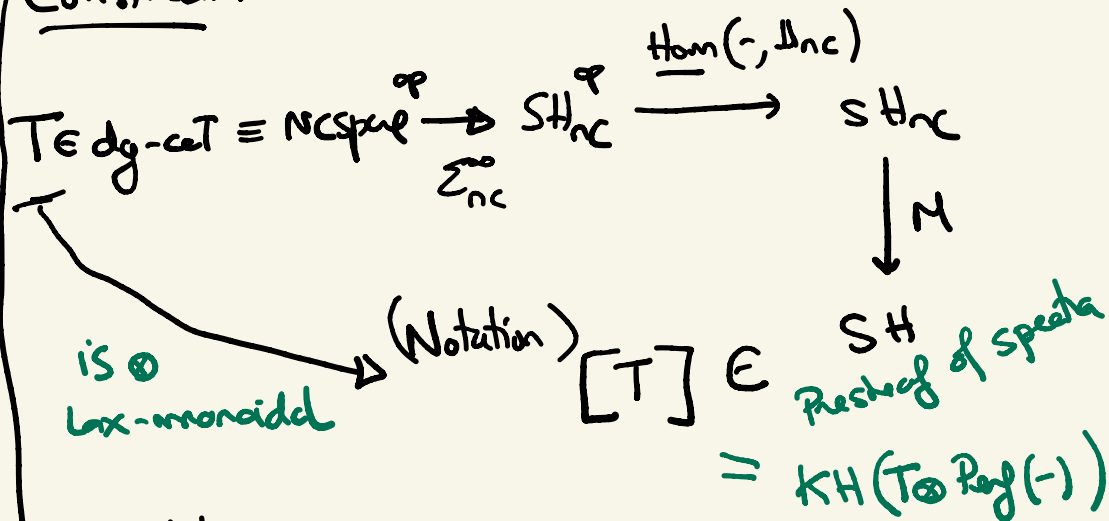 Hom(-, 1nc)
T ∈ dg-cat ≡ NCSpace^op → SH_nc^op → SH_nc
Σ^∞_nc
M
(Notation) [T] ∈ SH
is ⊗
lax-monoidal
Presheaf of spectra
= KH(T⊗Perf(-))